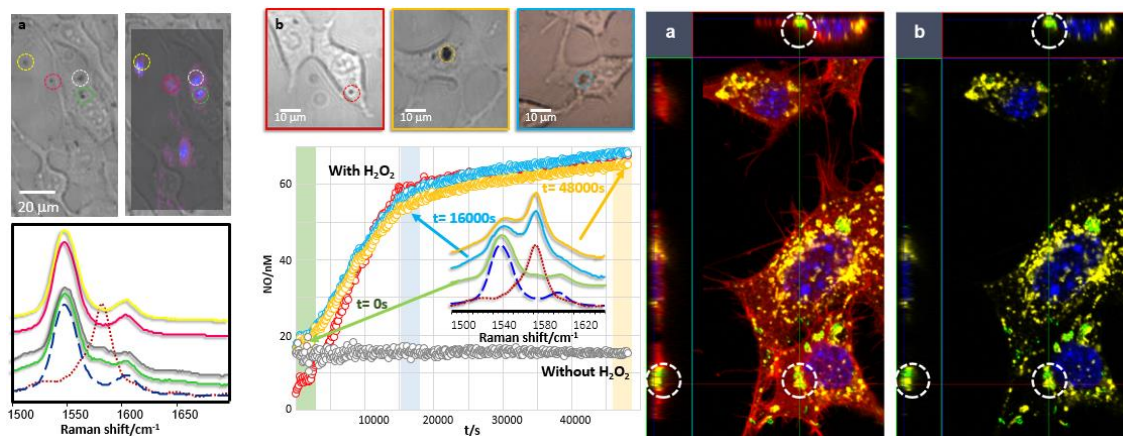 a
20 µm
1500 1550 1600 1650
Raman shift/cm⁻¹
b
10 µm
10 µm
10 µm
NO/nM
60
40
20
0
With H₂O₂
t= 48000s
t= 16000s
t= 0s
1500 1540 1580 1620
Raman shift/cm⁻¹
Without H₂O₂
10000 20000 30000 40000
t/s
a
b